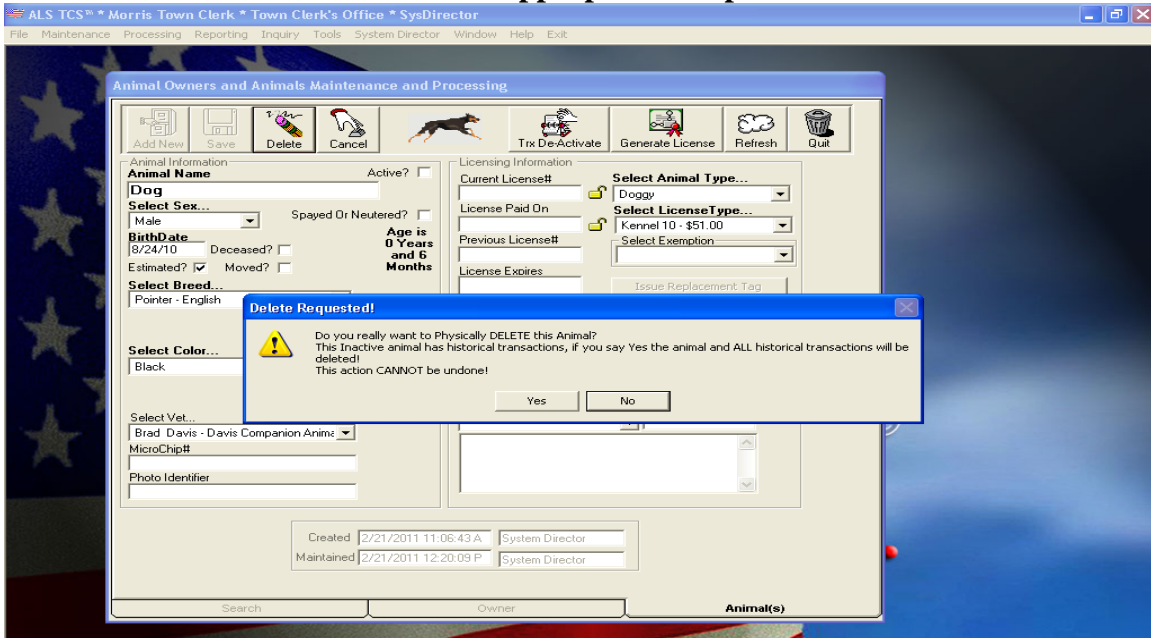 ALS TCS™ * Morris Town Clerk * Town Clerk's Office * SysDirector
File Maintenance Processing Reporting Inquiry Tools System Director Window Help Exit
Animal Owners and Animals Maintenance and Processing
Add New Save Delete Cancel Trx De-Activate Generate License Refresh Quit
Animal Information
Animal Name Active?
Dog
Select Sex...
Male
Spayed Or Neutered?
BirthDate
8/24/10 Deceased?
Age is
0 Years
and 6
Months
Estimated? Moved?
Select Breed...
Pointer - English
Select Color...
Black
Select Vet...
Brad Davis - Davis Companion
MicroChip#
Photo Identifier
Licensing Information
Current License#
License Paid On
Previous License#
License Expires
Select Animal Type...
Doggy
Select LicenseType...
Kennel 10 - $51.00
Select Exemption
Issue Replacement Tag
Delete Requested!
Do you really want to Physically DELETE this Animal?
This Inactive animal has historical transactions, if you say Yes the animal and ALL historical transactions will be
deleted!
This action CANNOT be undone!
Yes No
Created 2/21/2011 11:06:43 A System Director
Maintained 2/21/2011 12:20:09 P System Director
Search Owner Animal(s)